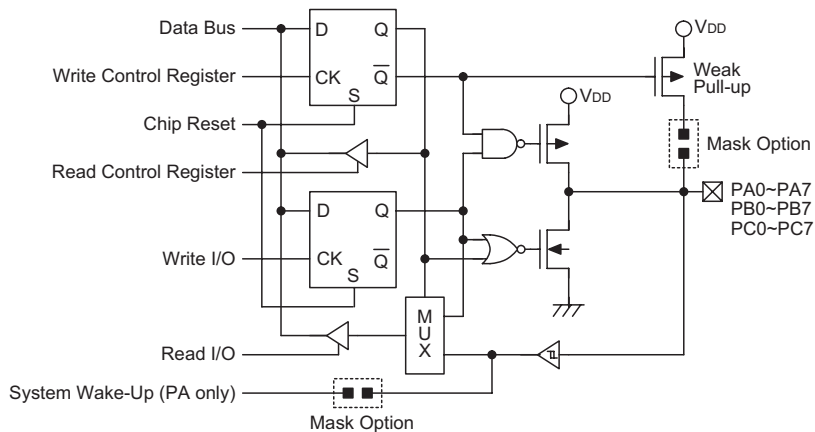 Data Bus
Write Control Register
Chip Reset
Read Control Register
Write I/O
Read I/O
System Wake-Up (PA only)
D Q
CK Q
S
D Q
CK Q
S
M
U
X
VDD
VDD
Weak
Pull-up
Mask Option
PA0~PA7
PB0~PB7
PC0~PC7
Mask Option